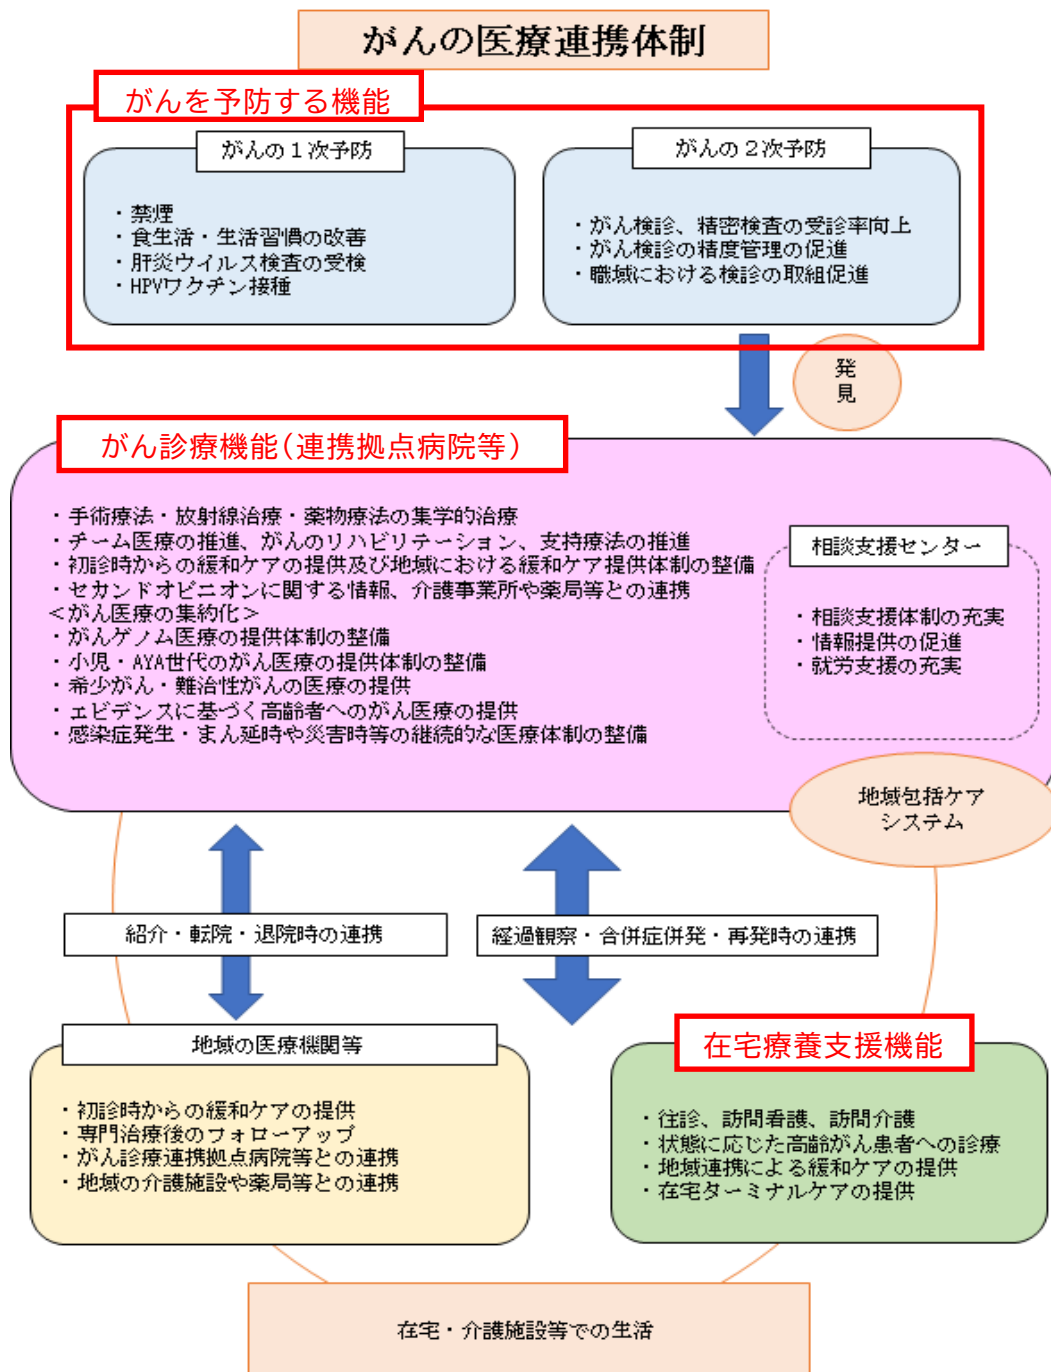 がんの医療連携体制
がんを予防する機能
がんの１次予防
・禁煙
・食生活・生活習慣の改善
・肝炎ウイルス検査の受検
・HPVワクチン接種
がんの２次予防
・がん検診、精密検査の受診率向上
・がん検診の精度管理の促進
・職域における検診の取組促進
発
見
がん診療機能（連携拠点病院等）
・手術療法・放射線治療・薬物療法の集学的治療
・チーム医療の推進、がんのリハビリテーション、支持療法の推進
・初診時からの緩和ケアの提供及び地域における緩和ケア提供体制の整備
・セカンドオピニオンに関する情報、介護事業所や薬局等との連携
＜がん医療の集約化＞
・がんゲノム医療の提供体制の整備
・小児・AYA世代のがん医療の提供体制の整備
・希少がん・難治性がんの医療の提供
・エビデンスに基づく高齢者へのがん医療の提供
・感染症発生・まん延時や災害時等の継続的な医療体制の整備
相談支援センター
・相談支援体制の充実
・情報提供の促進
・就労支援の充実
地域包括ケア
システム
紹介・転院・退院時の連携
経過観察・合併症併発・再発時の連携
地域の医療機関等
・初診時からの緩和ケアの提供
・専門治療後のフォローアップ
・がん診療連携拠点病院等との連携
・地域の介護施設や薬局等との連携
在宅療養支援機能
・往診、訪問看護、訪問介護
・状態に応じた高齢がん患者への診療
・地域連携による緩和ケアの提供
・在宅ターミナルケアの提供
在宅・介護施設等での生活